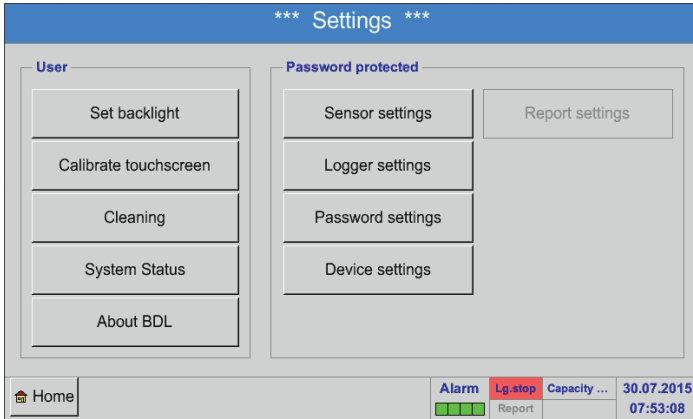 *** Settings ***
User
Set backlight
Calibrate touchscreen
Cleaning
System Status
About BDL
Password protected
Sensor settings
Report settings
Logger settings
Password settings
Device settings
Home
Alarm
Lg.stop
Capacity ...
30.07.2015
Report
07:53:08